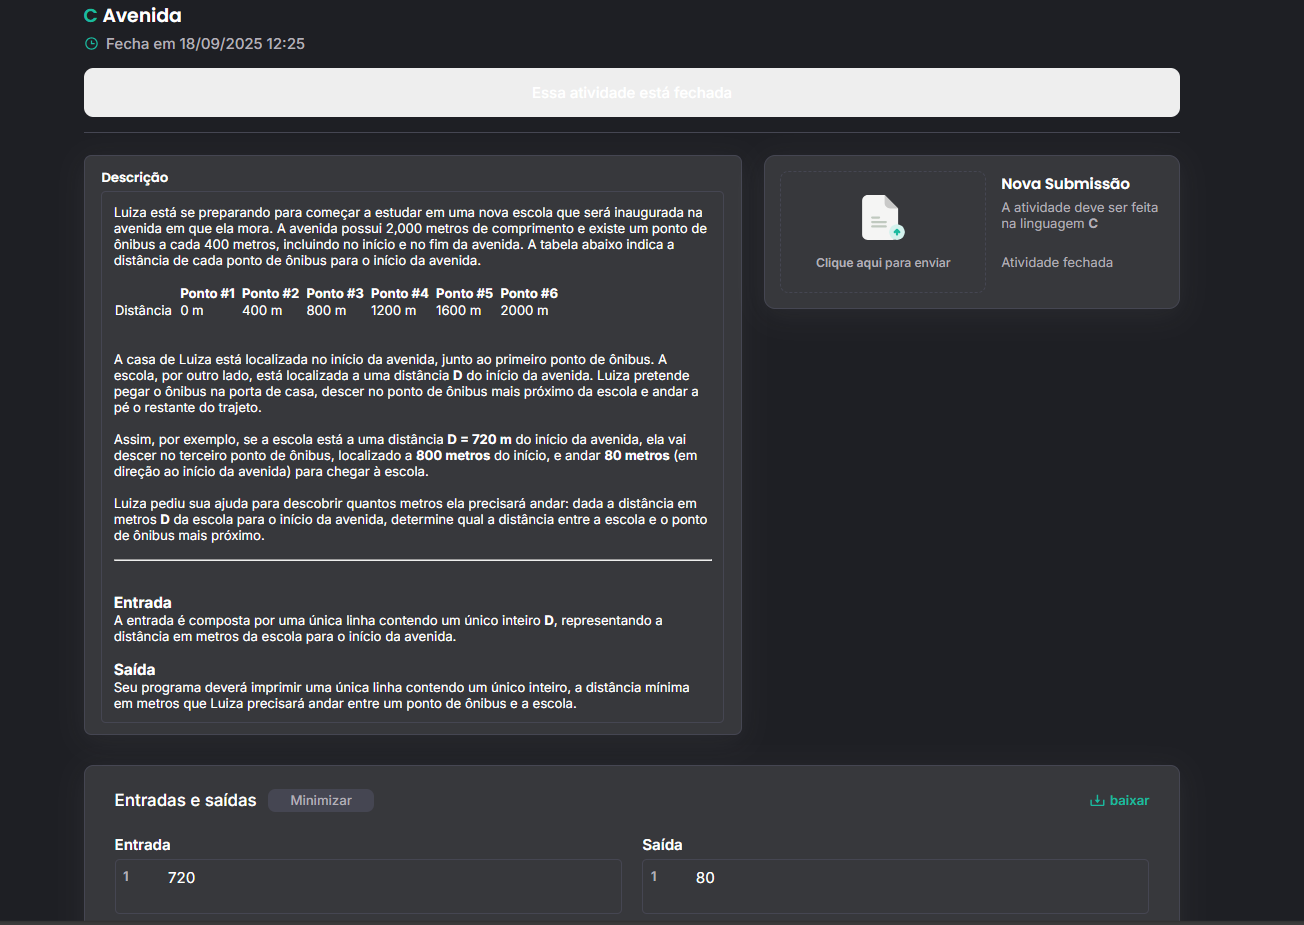 C Avenida
Fecha em 18/09/2025 12:25
Essa atividade está fechada
Descrição
Luiza está se preparando para começar a estudar em uma nova escola que será inaugurada na
avenida em que ela mora. A avenida possui 2,000 metros de comprimento e existe um ponto de
ônibus a cada 400 metros, incluindo no início e no fim da avenida. A tabela abaixo indica a
distância de cada ponto de ônibus para o início da avenida.
Ponto #1 Ponto #2 Ponto #3 Ponto #4 Ponto #5 Ponto #6
Distância 0 m 400 m 800 m 1200 m 1600 m 2000 m
A casa de Luiza está localizada no início da avenida, junto ao primeiro ponto de ônibus. A
escola, por outro lado, está localizada a uma distância D do início da avenida. Luiza pretende
pegar o ônibus na porta de casa, descer no ponto de ônibus mais próximo da escola e andar a
pé o restante do trajeto.
Assim, por exemplo, se a escola está a uma distância D = 720 m do início da avenida, ela vai
descer no terceiro ponto de ônibus, localizado a 800 metros do início, e andar 80 metros (em
direção ao início da avenida) para chegar à escola.
Luiza pediu sua ajuda para descobrir quantos metros ela precisará andar: dada a distância em
metros D da escola para o início da avenida, determine qual a distância entre a escola e o ponto
de ônibus mais próximo.
Entrada
A entrada é composta por uma única linha contendo um único inteiro D, representando a
distância em metros da escola para o início da avenida.
Saída
Seu programa deverá imprimir uma única linha contendo um único inteiro, a distância mínima
em metros que Luiza precisará andar entre um ponto de ônibus e a escola.
Clique aqui para enviar
Nova Submissão
A atividade deve ser feita
na linguagem C
Atividade fechada
Entradas e saídas Minimizar baixar
Entrada
1 720
Saída
1 80